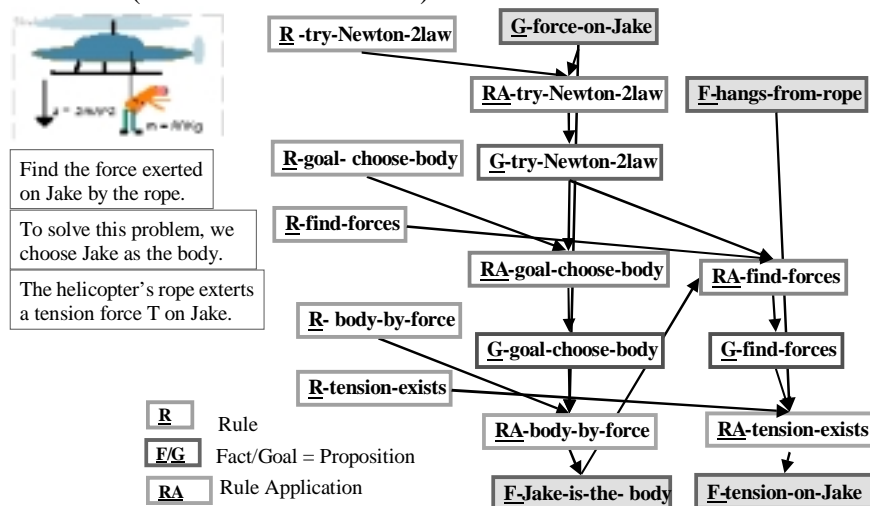 R -try-Newton-2law
G-force-on-Jake
RA-try-Newton-2law
F-hangs-from-rope
R-goal- choose-body
G-try-Newton-2law
Find the force exerted
on Jake by the rope.
R-find-forces
To solve this problem, we
choose Jake as the body.
RA-goal-choose-body
RA-find-forces
The helicopter's rope exterts
a tension force T on Jake.
R- body-by-force
G-goal-choose-body
G-find-forces
R-tension-exists
RA-body-by-force
RA-tension-exists
R
Rule
F/G
Fact/Goal = Proposition
RA
Rule Application
F-Jake-is-the- body
F-tension-on-Jake